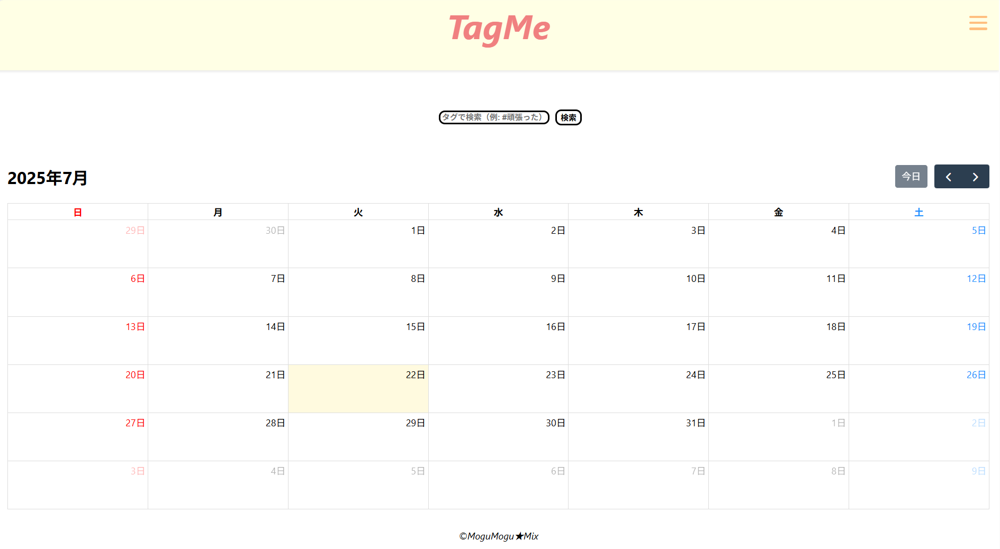 TagMe
タグで検索（例: #頑張った） 検索
2025年7月 今日
日 月 火 水 木 金 土
29日 30日 1日 2日 3日 4日 5日
6日 7日 8日 9日 10日 11日 12日
13日 14日 15日 16日 17日 18日 19日
20日 21日 22日 23日 24日 25日 26日
27日 28日 29日 30日 31日 1日 2日
3日 4日 5日 6日 7日 8日 9日
©MoguMogu★Mix